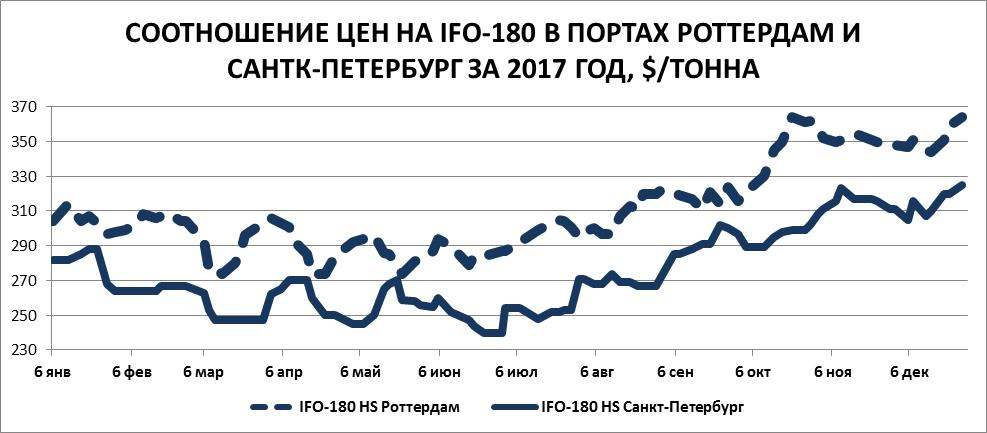 СООТНОШЕНИЕ ЦЕН НА IFO-180 В ПОРТАХ РОТТЕРДАМ И
САНТК-ПЕТЕРБУРГ ЗА 2017 ГОД, $/ТОННА
370
350
330
310
290
270
250
230
6 янв 6 фев 6 мар 6 апр 6 май 6 июн 6 июл 6 авг 6 сен 6 окт 6 ноя 6 дек
IFO-180 HS Роттердам IFO-180 HS Санкт-Петербург